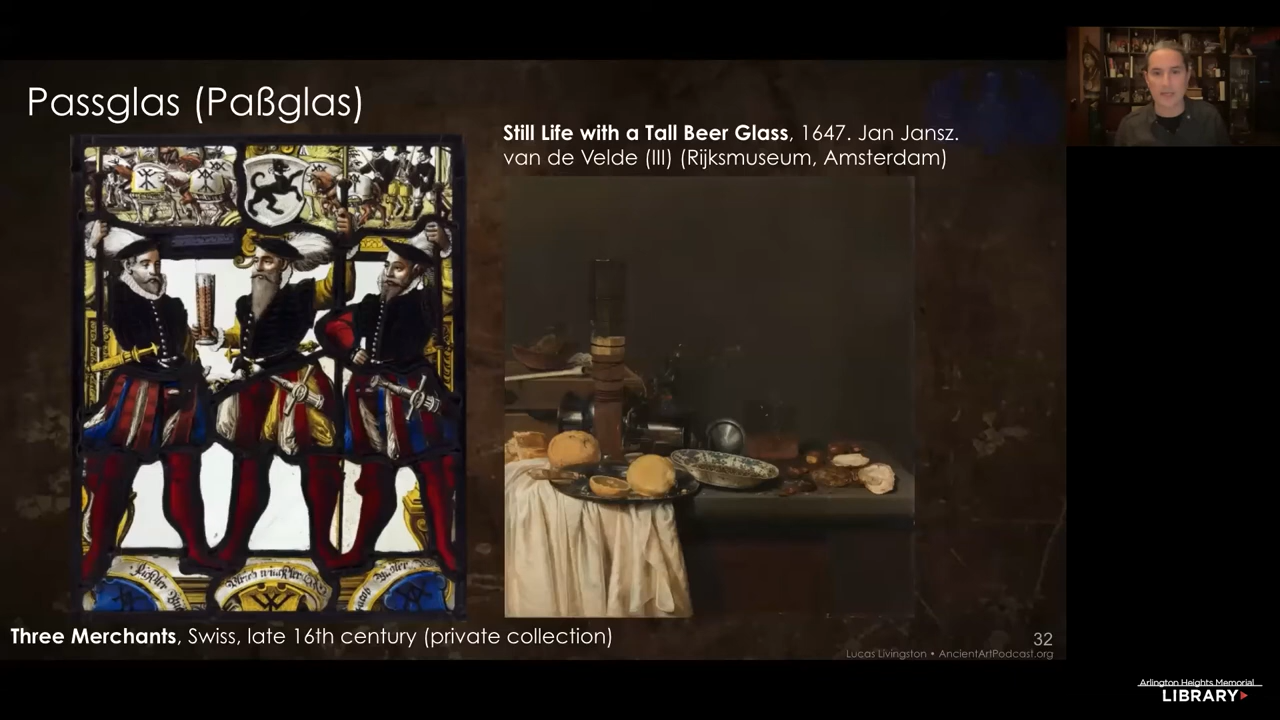 Passglas (Paßglas)
Still Life with a Tall Beer Glass, 1647. Jan Jansz.
van de Velde (III) (Rijksmuseum, Amsterdam)
Three Merchants, Swiss, late 16th century (private collection)
32
Lucas Livingston • AncientArtPodcast.org
Arlington Heights Memorial
LIBRARY